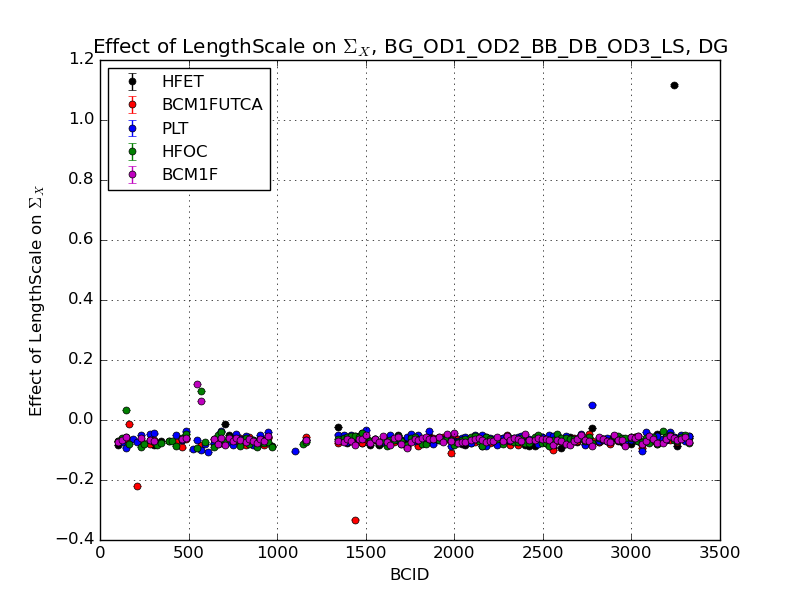 Effect of LengthScale on Σ_X, BG_OD1_OD2_BB_DB_OD3_LS, DG
HFET
BCM1FUTCA
PLT
HFOC
BCM1F
1.2
1.0
0.8
0.6
0.4
0.2
0.0
−0.2
−0.4
Effect of LengthScale on Σ_X
0 500 1000 1500 2000 2500 3000 3500
BCID